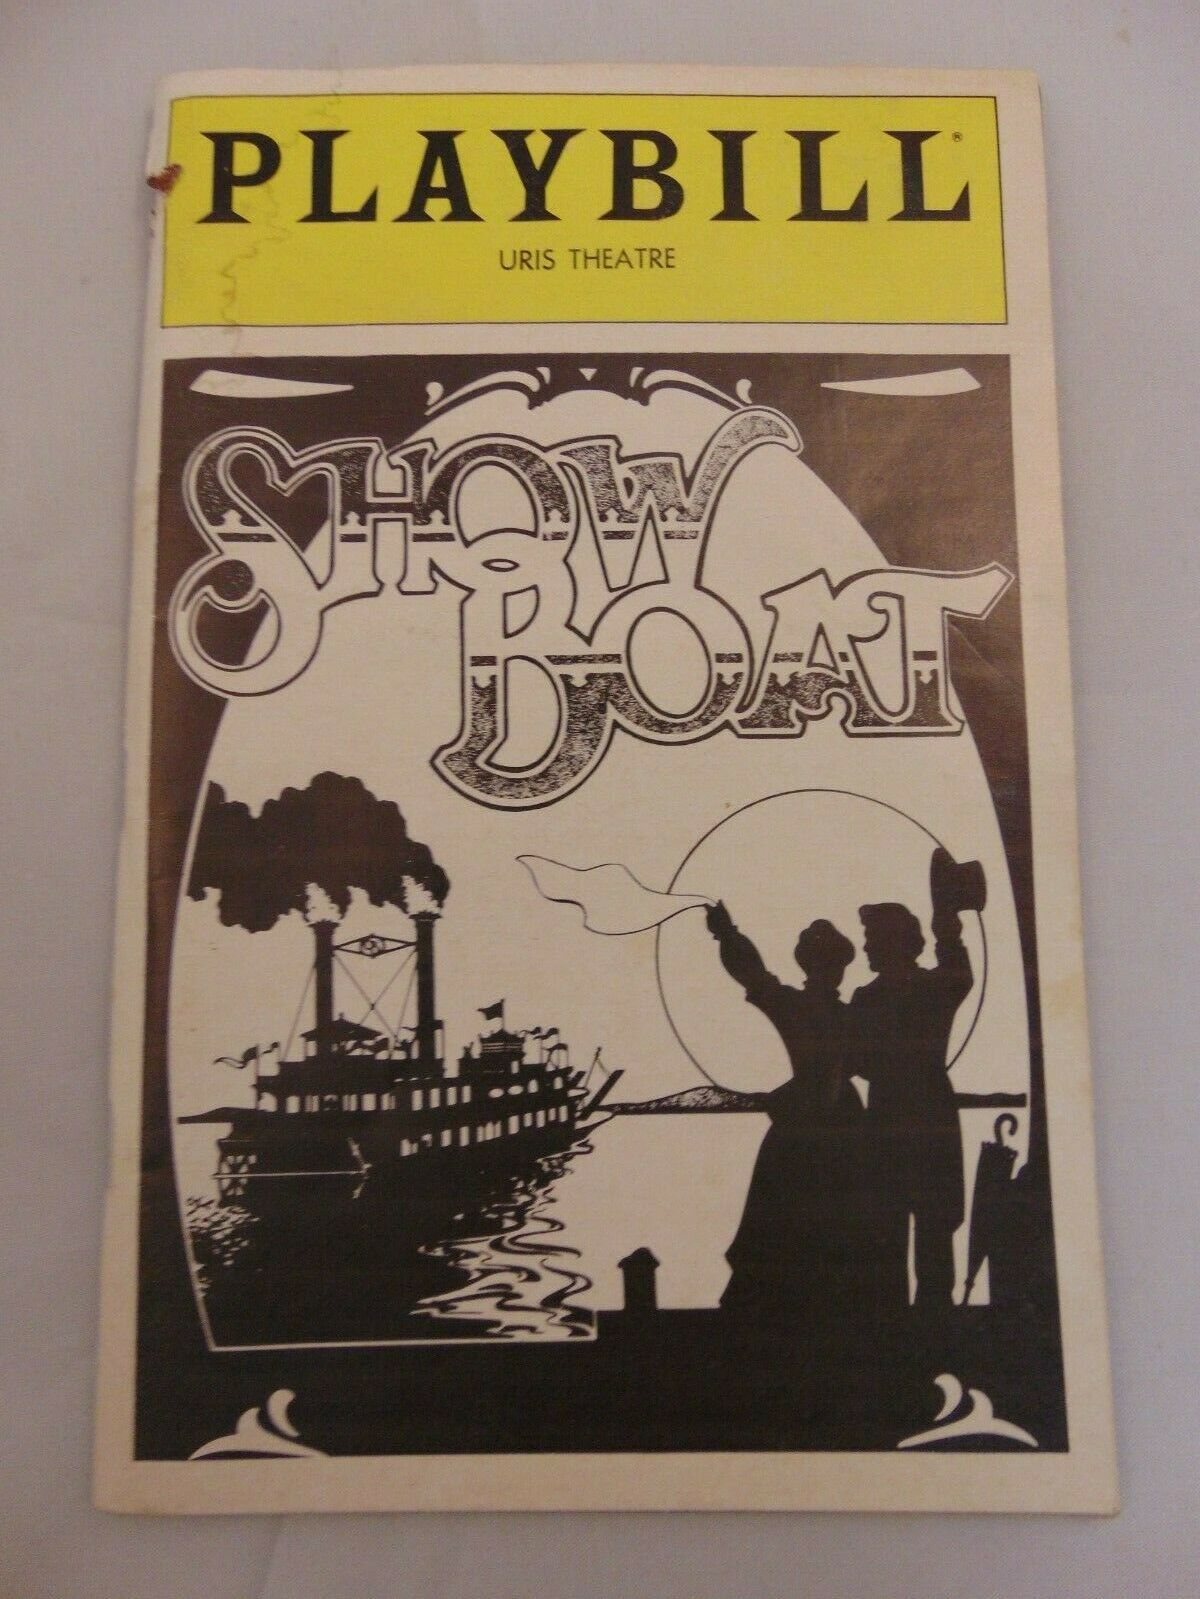 PLAYBILL®
URIS THEATRE
SHOW
BOAT